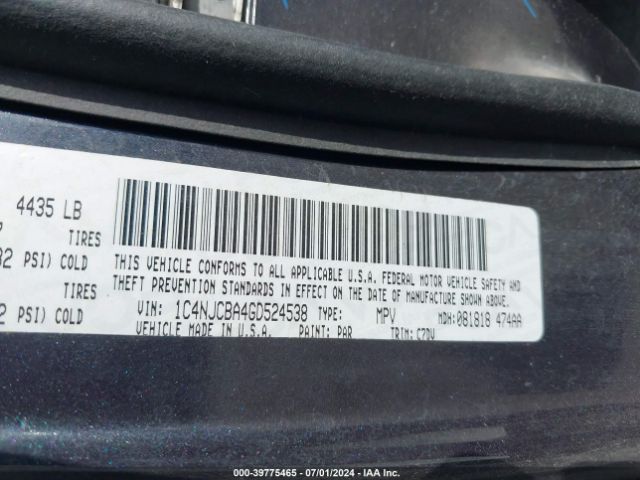 4435 LB
TIRES
PSI) COLD
TIRES
PSI) COLD
THIS VEHICLE CONFORMS TO ALL APPLICABLE U.S.A. FEDERAL MOTOR VEHICLE SAFETY AND
THEFT PREVENTION STANDARDS IN EFFECT ON THE DATE OF MANUFACTURE SHOWN ABOVE.
VIN: 1C4NJCBA4GD524538 TYPE: MPV MDH: 081818 474AA
VEHICLE MADE IN U.S.A. PAINT: PAR TRIM: C7DV
000-39775465 - 07/01/2024 - IAA Inc.